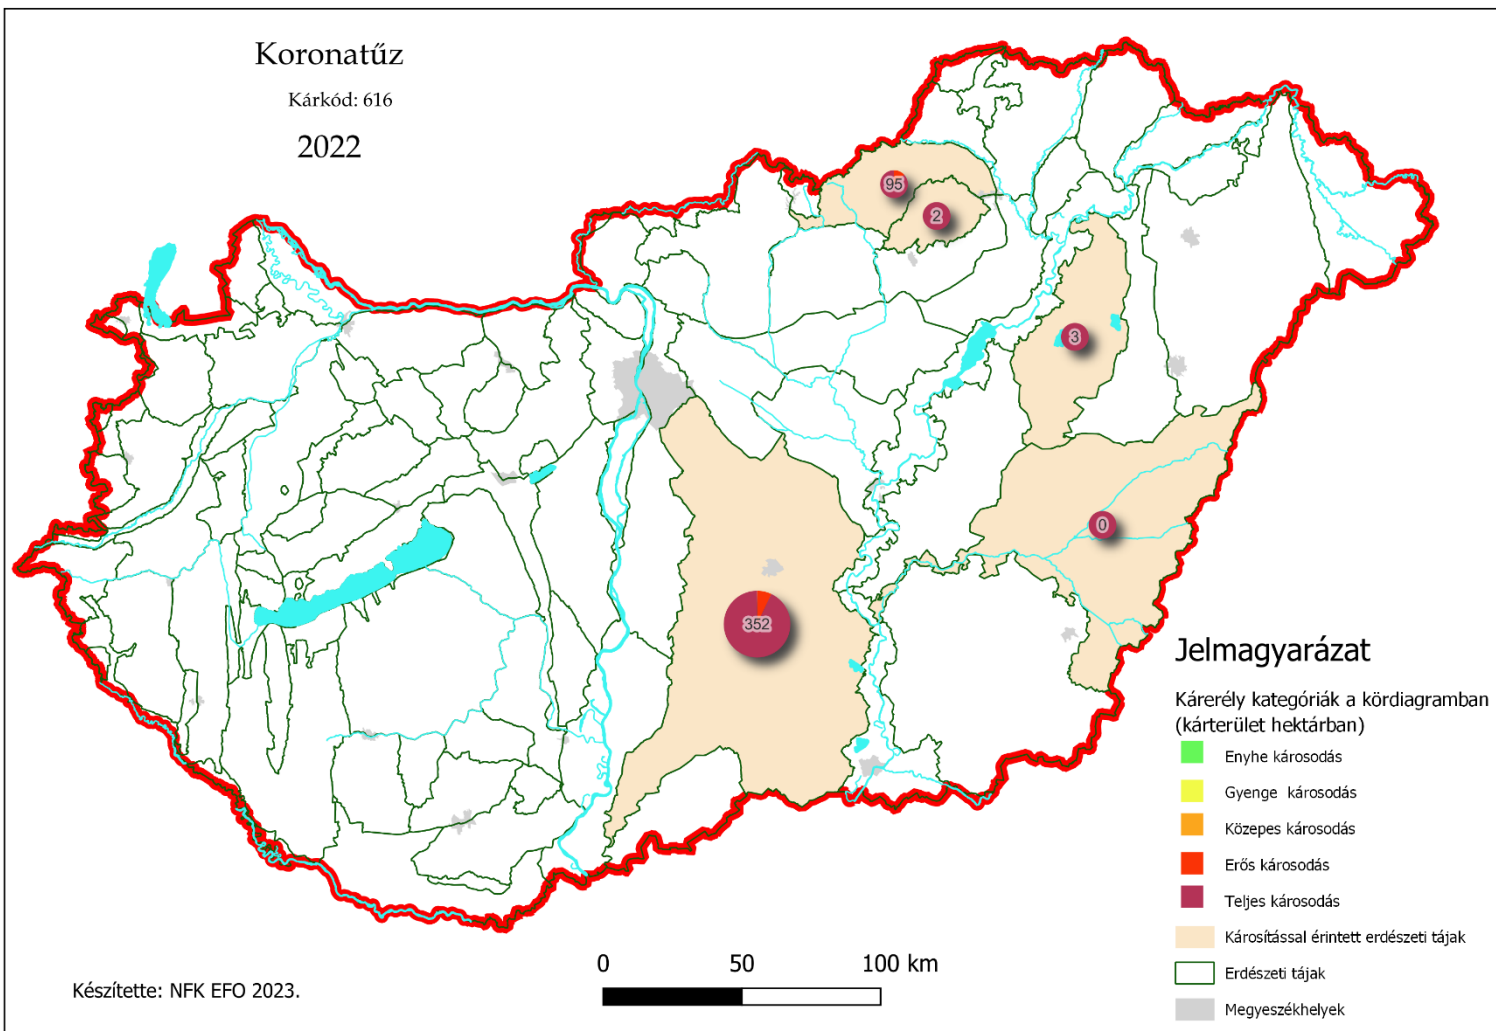 Koronatűz
Kárkód: 616
2022
95
2
3
0
352
Jelmagyarázat
Kárerély kategóriák a kördiagramban
(kárterület hektárban)
Enyhe károsodás
Gyenge károsodás
Közepes károsodás
Erős károsodás
Teljes károsodás
Károsítással érintett erdészeti tájak
Erdészeti tájak
Megyeszékhelyek
0 50 100 km
Készítette: NFK EFO 2023.